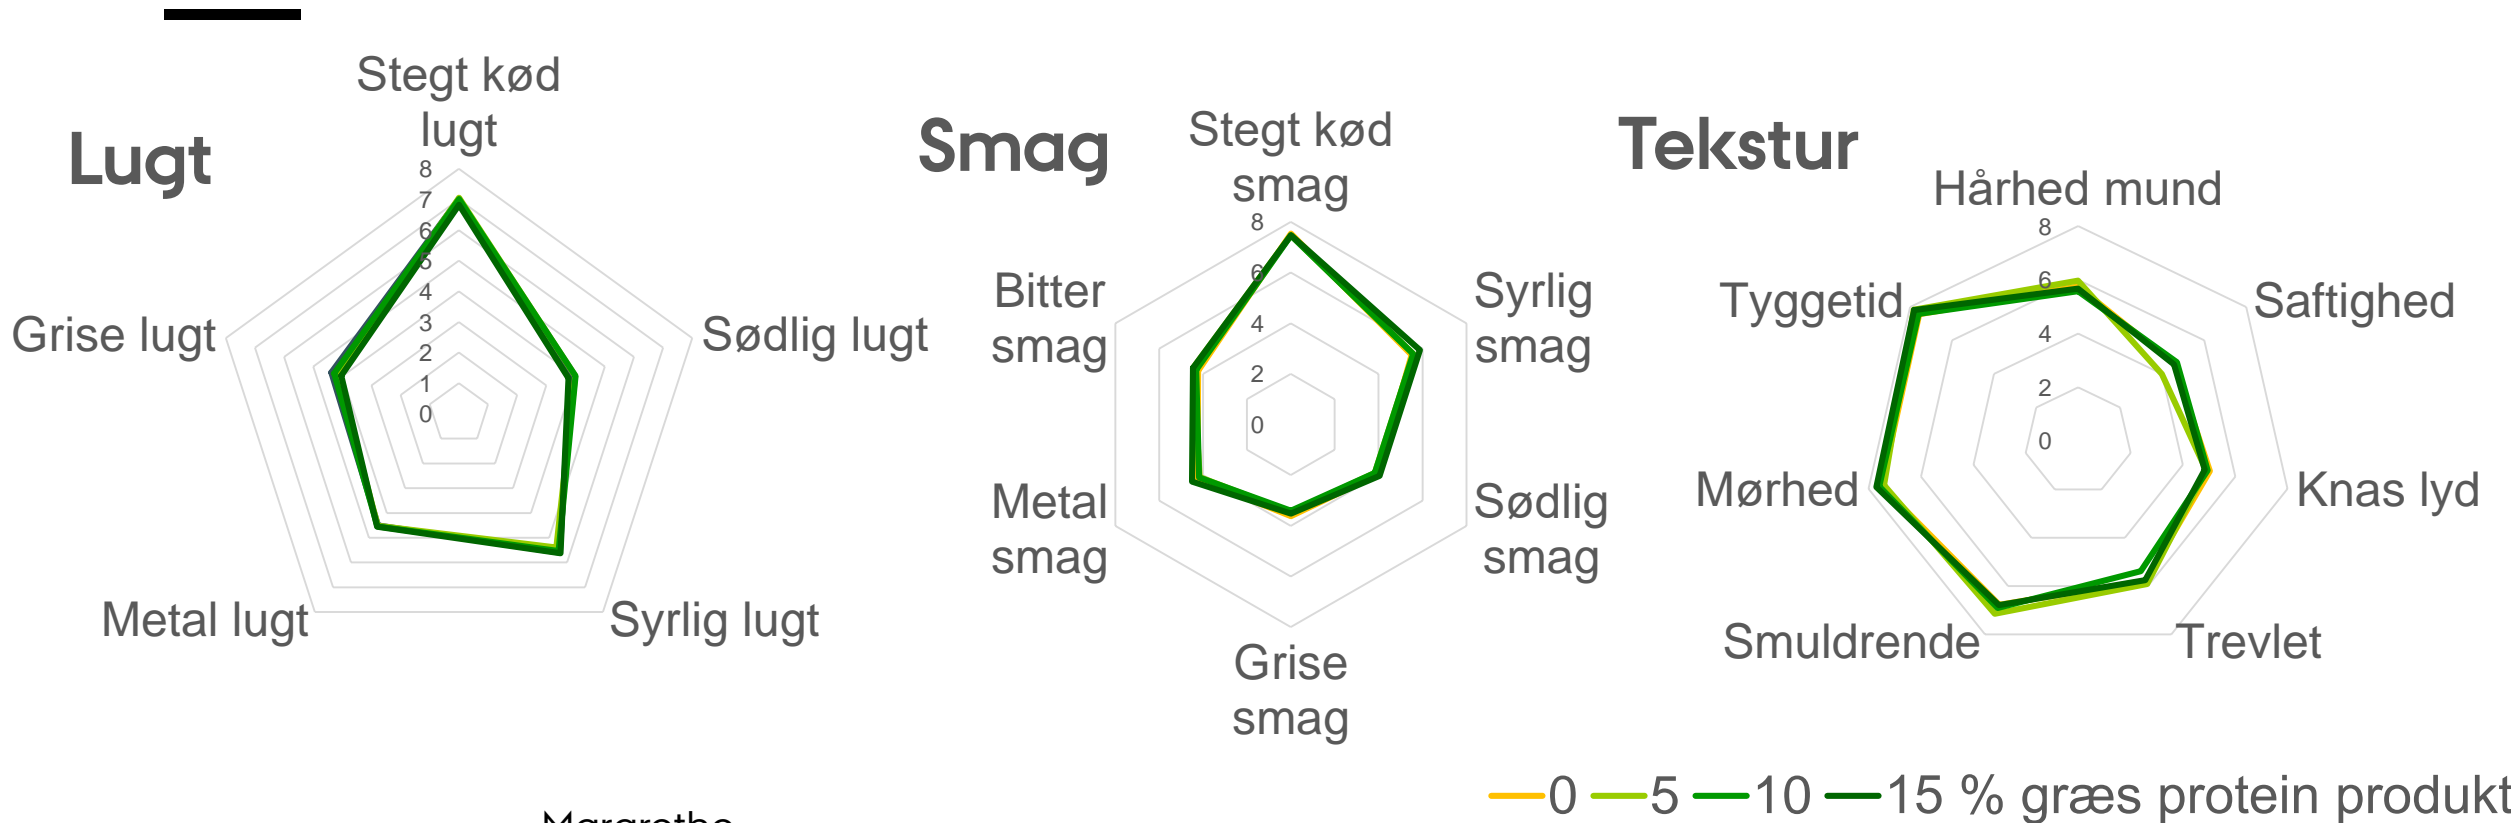 Lugt
Stegt kød
lugt
8
7
6
5
4
3
2
1
0
Sødlig lugt
Syrlig lugt
Metal lugt
Grise lugt
Smag
Stegt kød
smag
8
6
4
2
0
Syrlig
smag
Sødlig
smag
Grise
smag
Metal
smag
Bitter
smag
Tekstur
Hårhed mund
8
6
4
2
0
Saftighed
Knas lyd
Trevlet
Smuldrende
Mørhed
Tyggetid
0 5 10 15 % græs protein produkt